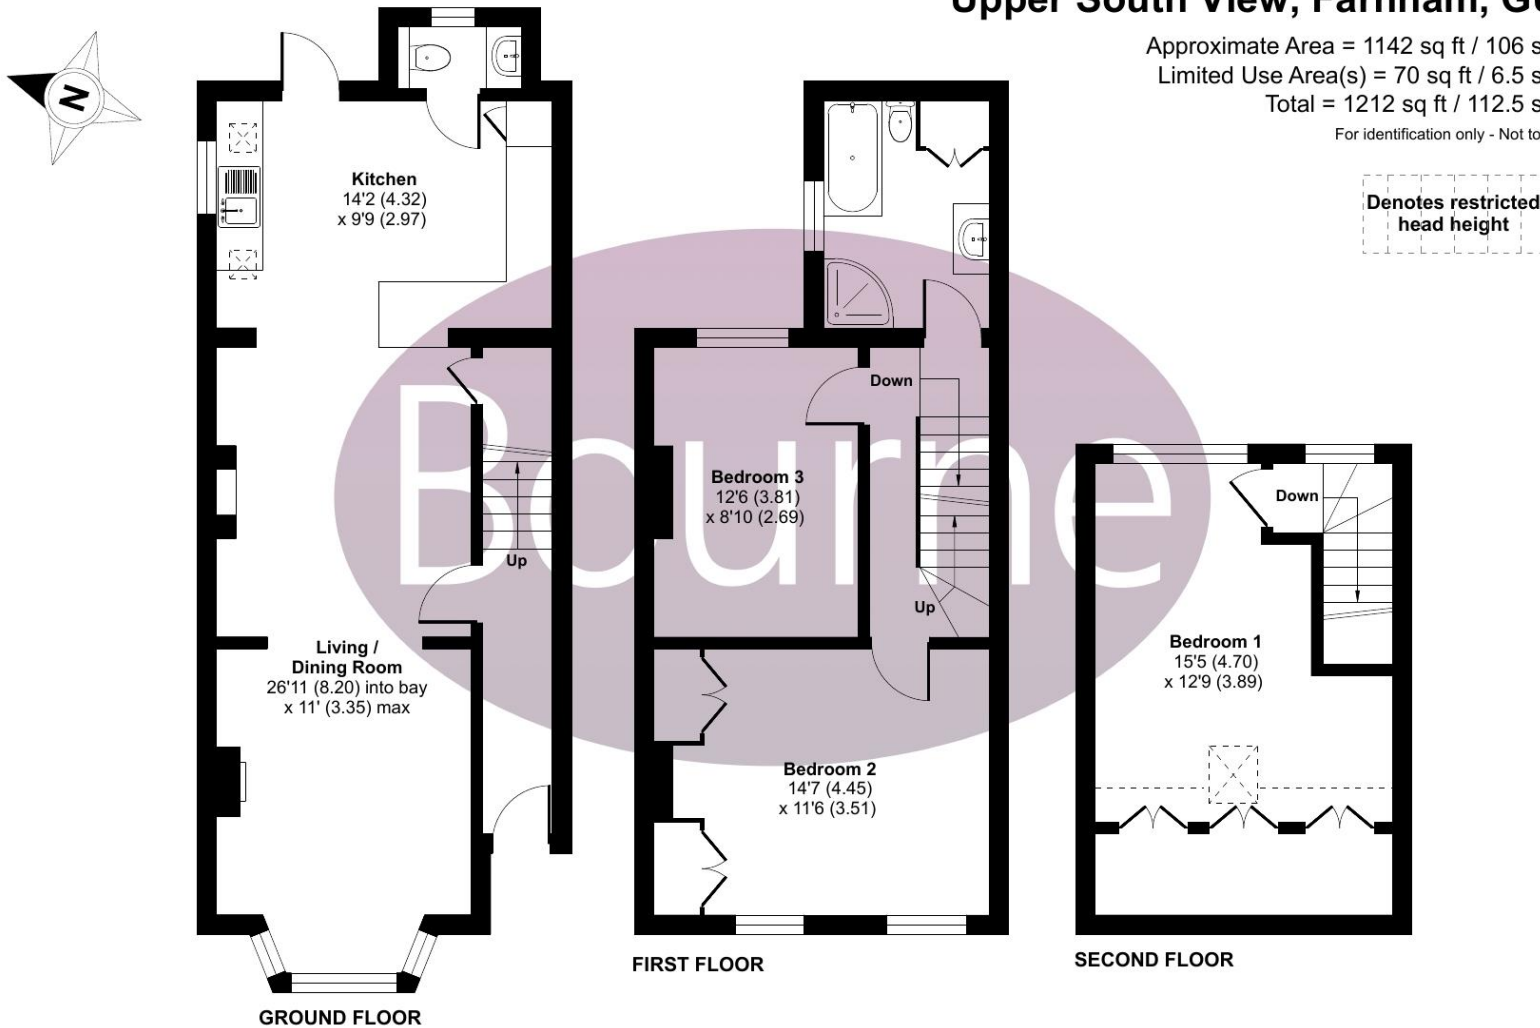 Upper South View, Farnham,
Approximate Area = 1142 sq ft / 106
Limited Use Area(s) = 70 sq ft / 6.5
Total = 1212 sq ft / 112.5
For identification only - Not to
Denotes restricted
head height
N
Kitchen
14'2 (4.32)
x 9'9 (2.97)
Up
Living /
Dining Room
26'11 (8.20) into bay
x 11' (3.35) max
GROUND FLOOR
Down
Bedroom 3
12'6 (3.81)
x 8'10 (2.69)
Up
Bedroom 2
14'7 (4.45)
x 11'6 (3.51)
FIRST FLOOR
Down
Bedroom 1
15'5 (4.70)
x 12'9 (3.89)
SECOND FLOOR
Bourne